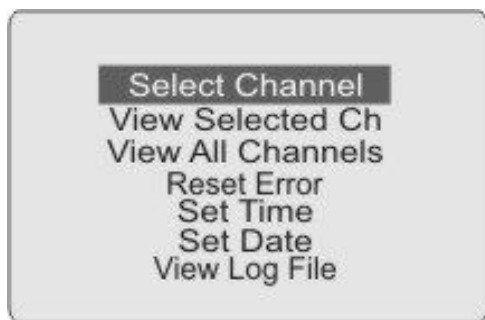 Select Channel
View Selected Ch
View All Channels
Reset Error
Set Time
Set Date
View Log File